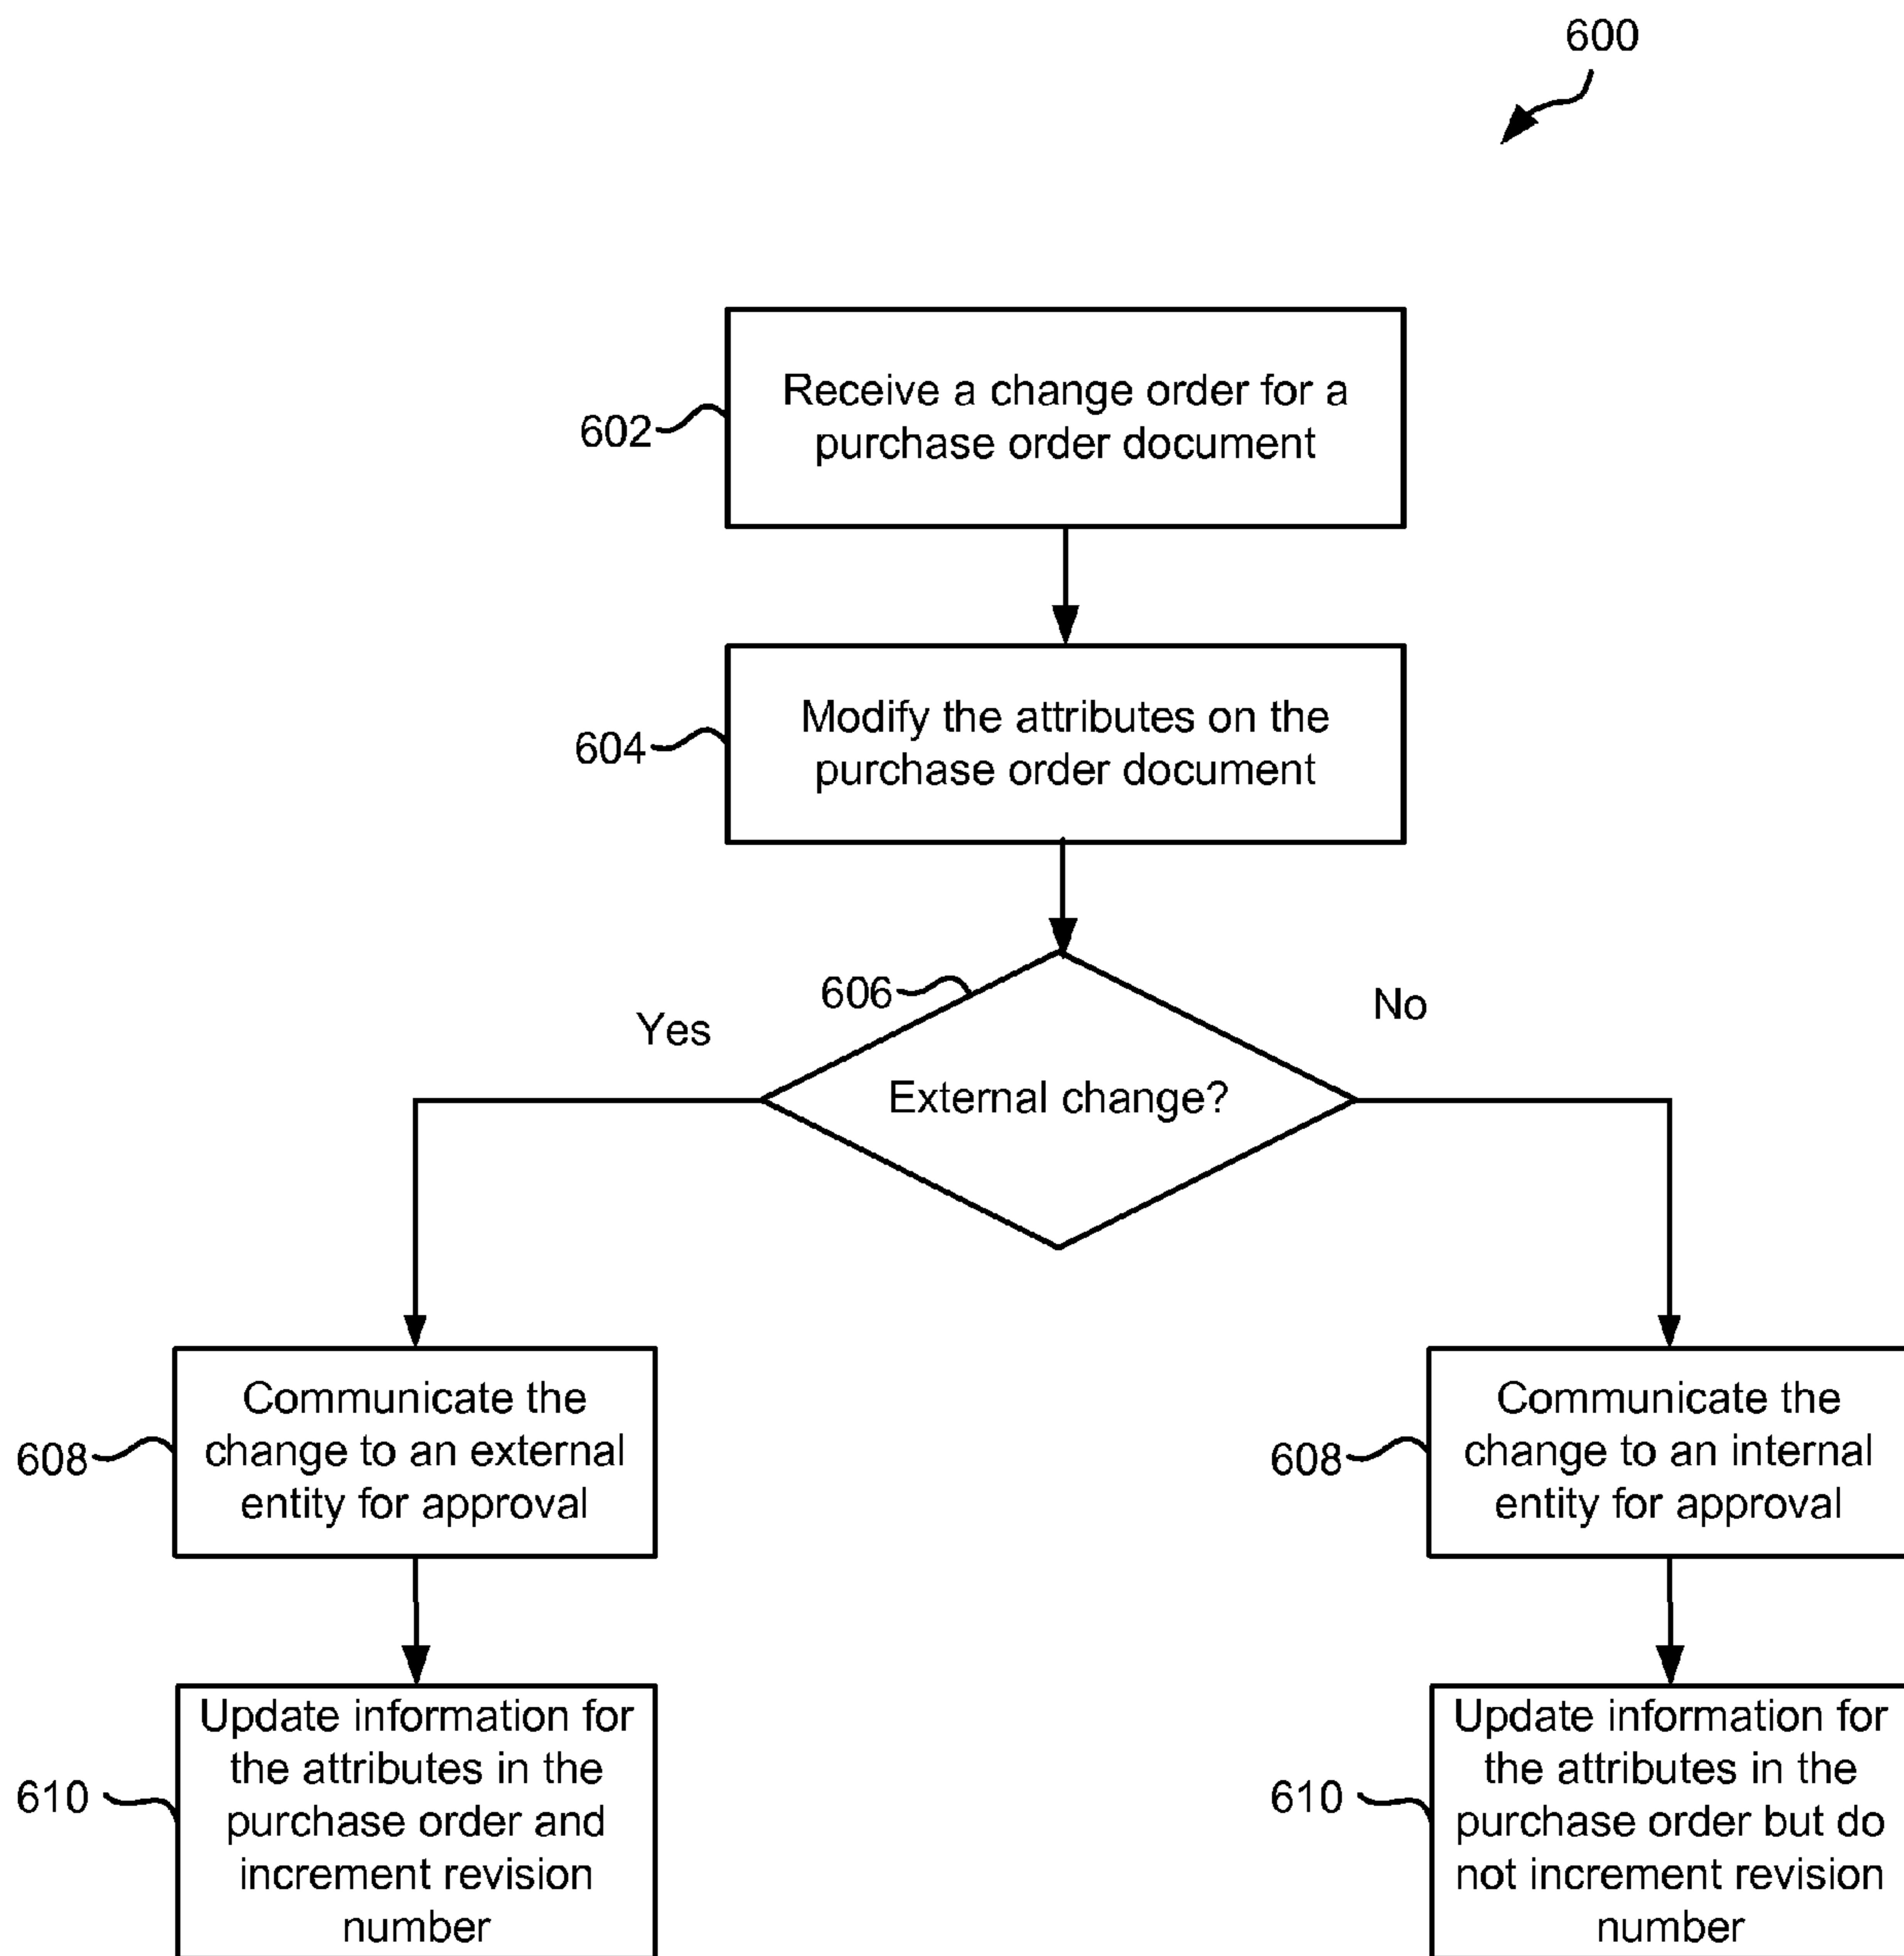 600
Receive a change order for a
purchase order document
602
Modify the attributes on the
purchase order document
604
606
Yes
No
External change?
Communicate the
change to an external
entity for approval
608
Communicate the
change to an internal
entity for approval
608
Update information for
the attributes in the
purchase order and
increment revision
number
610
Update information for
the attributes in the
purchase order but do
not increment revision
number
610